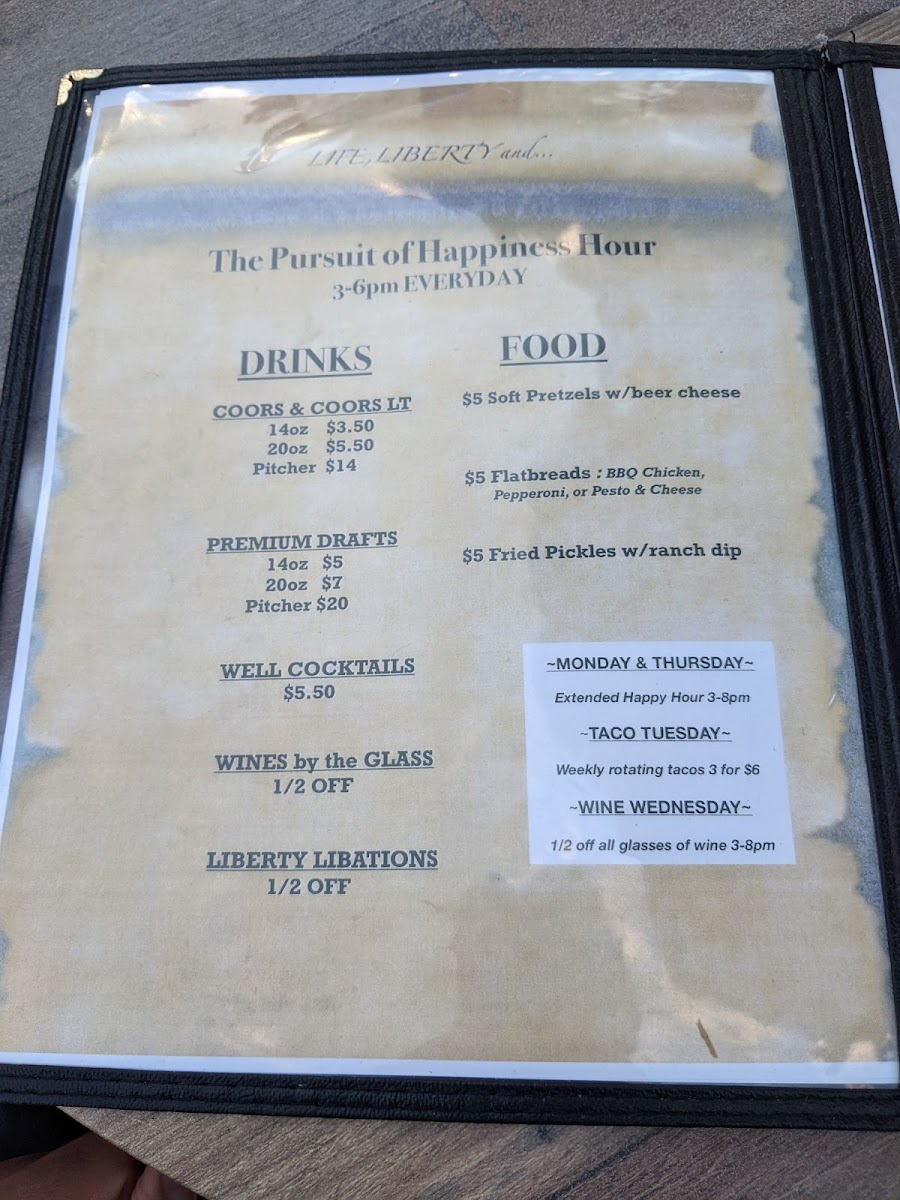 LIFE, LIBERTY and...
The Pursuit of Happiness Hour
3-6pm EVERYDAY
DRINKS
COORS & COORS LT
14oz $3.50
20oz $5.50
Pitcher $14
PREMIUM DRAFTS
14oz $5
20oz $7
Pitcher $20
WELL COCKTAILS
$5.50
WINES by the GLASS
1/2 OFF
LIBERTY LIBATIONS
1/2 OFF
FOOD
$5 Soft Pretzels w/beer cheese
$5 Flatbreads : BBQ Chicken,
Pepperoni, or Pesto & Cheese
$5 Fried Pickles w/ranch dip
~MONDAY & THURSDAY~
Extended Happy Hour 3-8pm
~TACO TUESDAY~
Weekly rotating tacos 3 for $6
~WINE WEDNESDAY~
1/2 off all glasses of wine 3-8pm